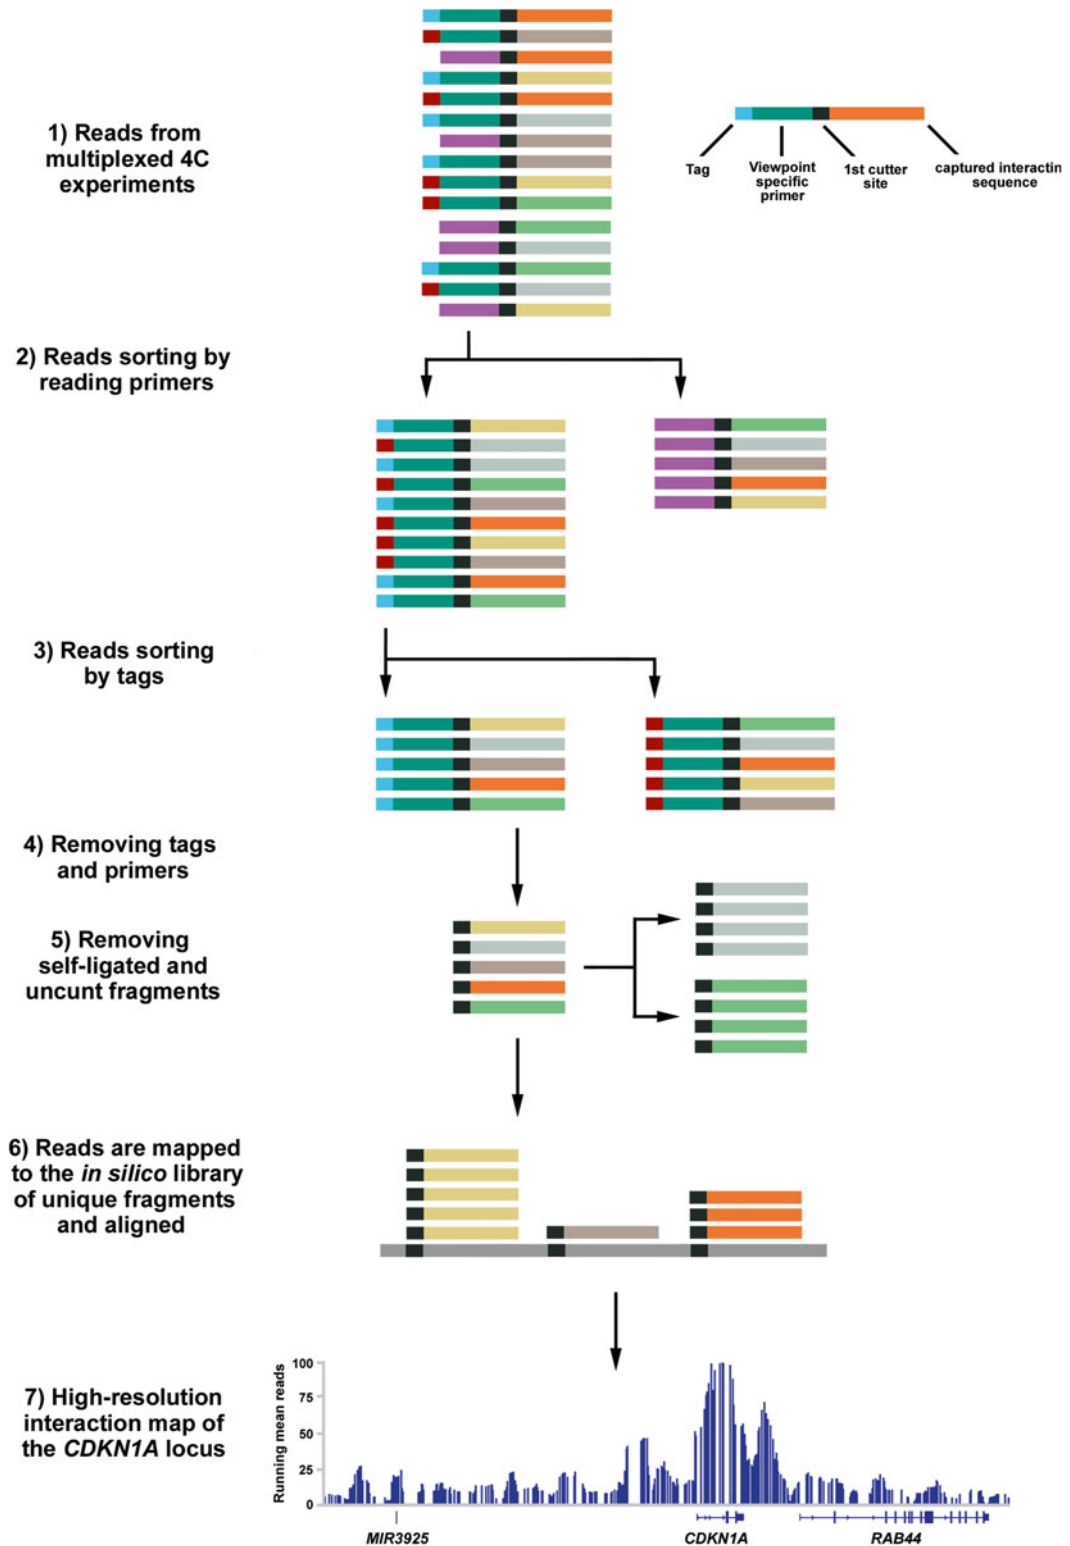 1) Reads from
multiplexed 4C
experiments
Tag
Viewpoint
specific
primer
1st cutter
site
captured interactin
sequence
2) Reads sorting by
reading primers
3) Reads sorting
by tags
4) Removing tags
and primers
5) Removing
self-ligated and
uncunt fragments
6) Reads are mapped
to the in silico library
of unique fragments
and aligned
7) High-resolution
interaction map of
the CDKN1A locus
Running mean reads
100
75
50
25
0
MIR3925
CDKN1A
RAB44